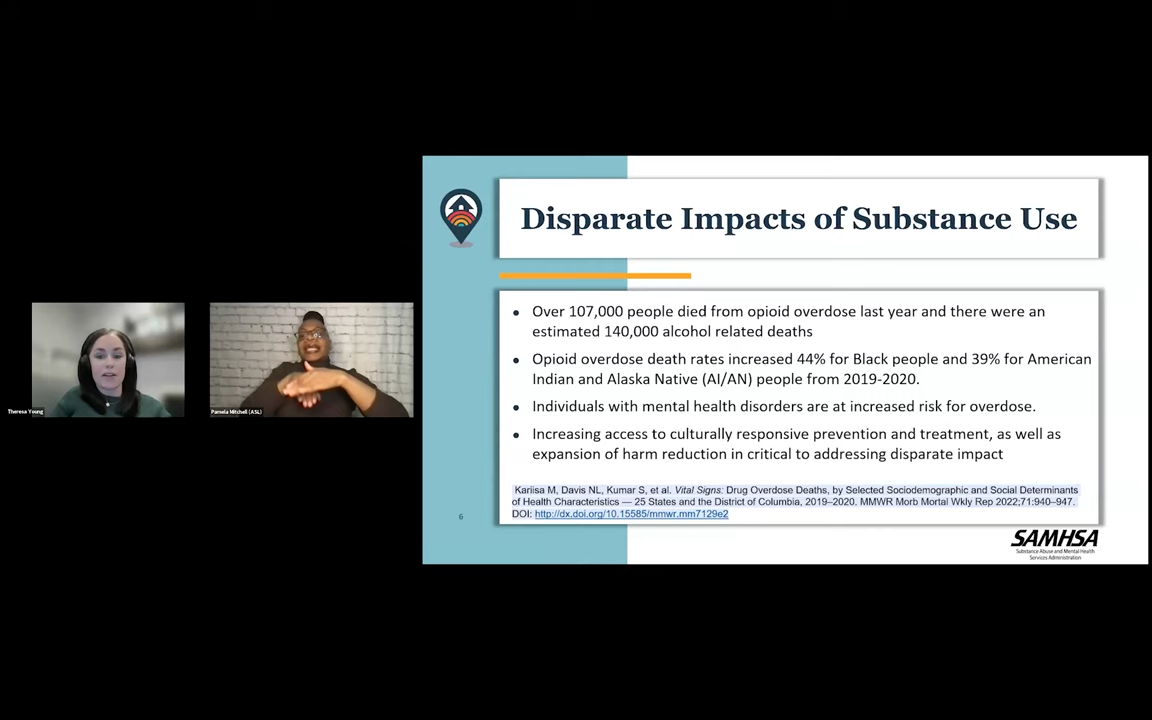 Disparate Impacts of Substance Use
• Over 107,000 people died from opioid overdose last year and there were an
estimated 140,000 alcohol related deaths
• Opioid overdose death rates increased 44% for Black people and 39% for American
Indian and Alaska Native (AI/AN) people from 2019-2020.
• Individuals with mental health disorders are at increased risk for overdose.
• Increasing access to culturally responsive prevention and treatment, as well as
expansion of harm reduction in critical to addressing disparate impact
Kariisa M, Davis NL, Kumar S, et al. Vital Signs: Drug Overdose Deaths, by Selected Sociodemographic and Social Determinants
of Health Characteristics — 25 States and the District of Columbia, 2019–2020. MMWR Morb Mortal Wkly Rep 2022;71:940–947.
DOI: http://dx.doi.org/10.15585/mmwr.mm7129e2
6
SAMHSA
Substance Abuse and Mental Health
Services Administration
Theresa Young
Pamela Mitchell (ASL)